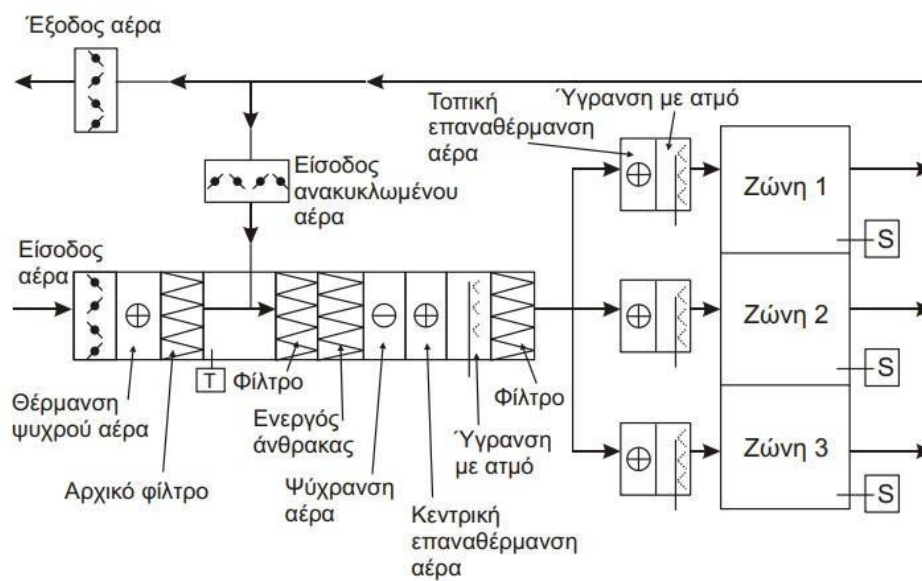 Έξοδος αέρα
Τοπική
επαναθέρμανση
αέρα
Ύγρανση με ατμό
Είσοδος
ανακυκλωμένου
αέρα
Ζώνη 1
S
Είσοδος
αέρα
Ζώνη 2
S
T
Φίλτρο
Φίλτρο
Θέρμανση
ψυχρού αέρα
Ενεργός
άνθρακας
Ύγρανση
με ατμό
Ζώνη 3
Αρχικό φίλτρο
Ψύχρανση
αέρα
Κεντρική
επαναθέρμανση
αέρα
S